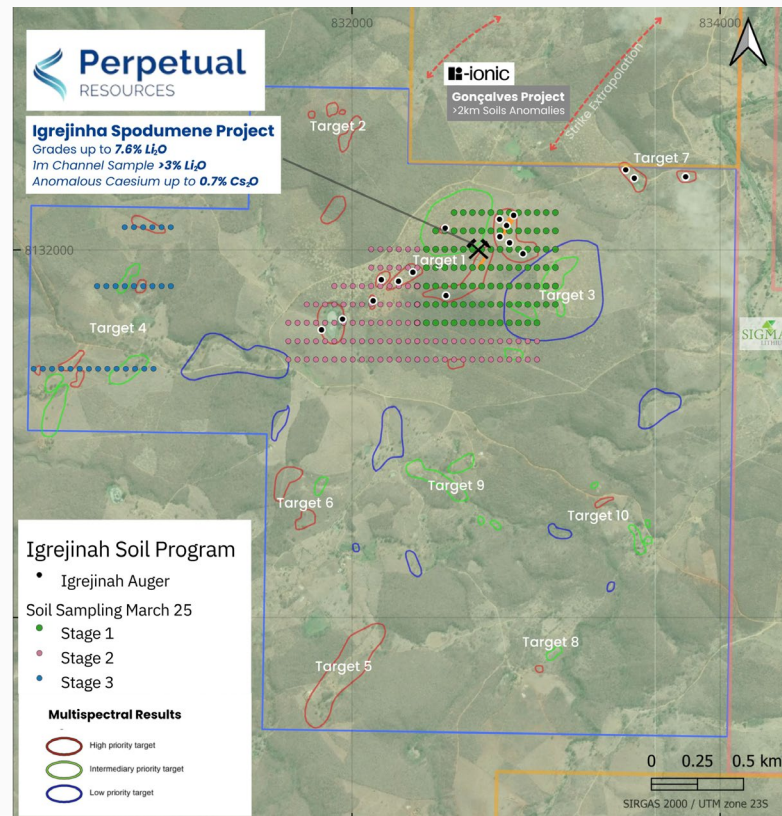 832000
834000
Perpetual
RESOURCES
Igrejinha Spodumene Project
Grades up to 7.6% Li₂O
1m Channel Sample >3% Li₂O
Anomalous Caesium up to 0.7% Cs₂O
-ionic
Gonçalves Project
>2km Soils Anomalies
Strike Extrapolation
Target 2
Target 7
8132000
Target 1
Target 3
Target 4
SIGMA
Target 9
Target 6
Target 10
Target 8
Target 5
Igrejinah Soil Program
Igrejinah Auger
Soil Sampling March 25
Stage 1
Stage 2
Stage 3
Multispectral Results
High priority target
Intermediary priority target
Low priority target
0 0.25 0.5 km
SIRGAS 2000 / UTM zone 23S